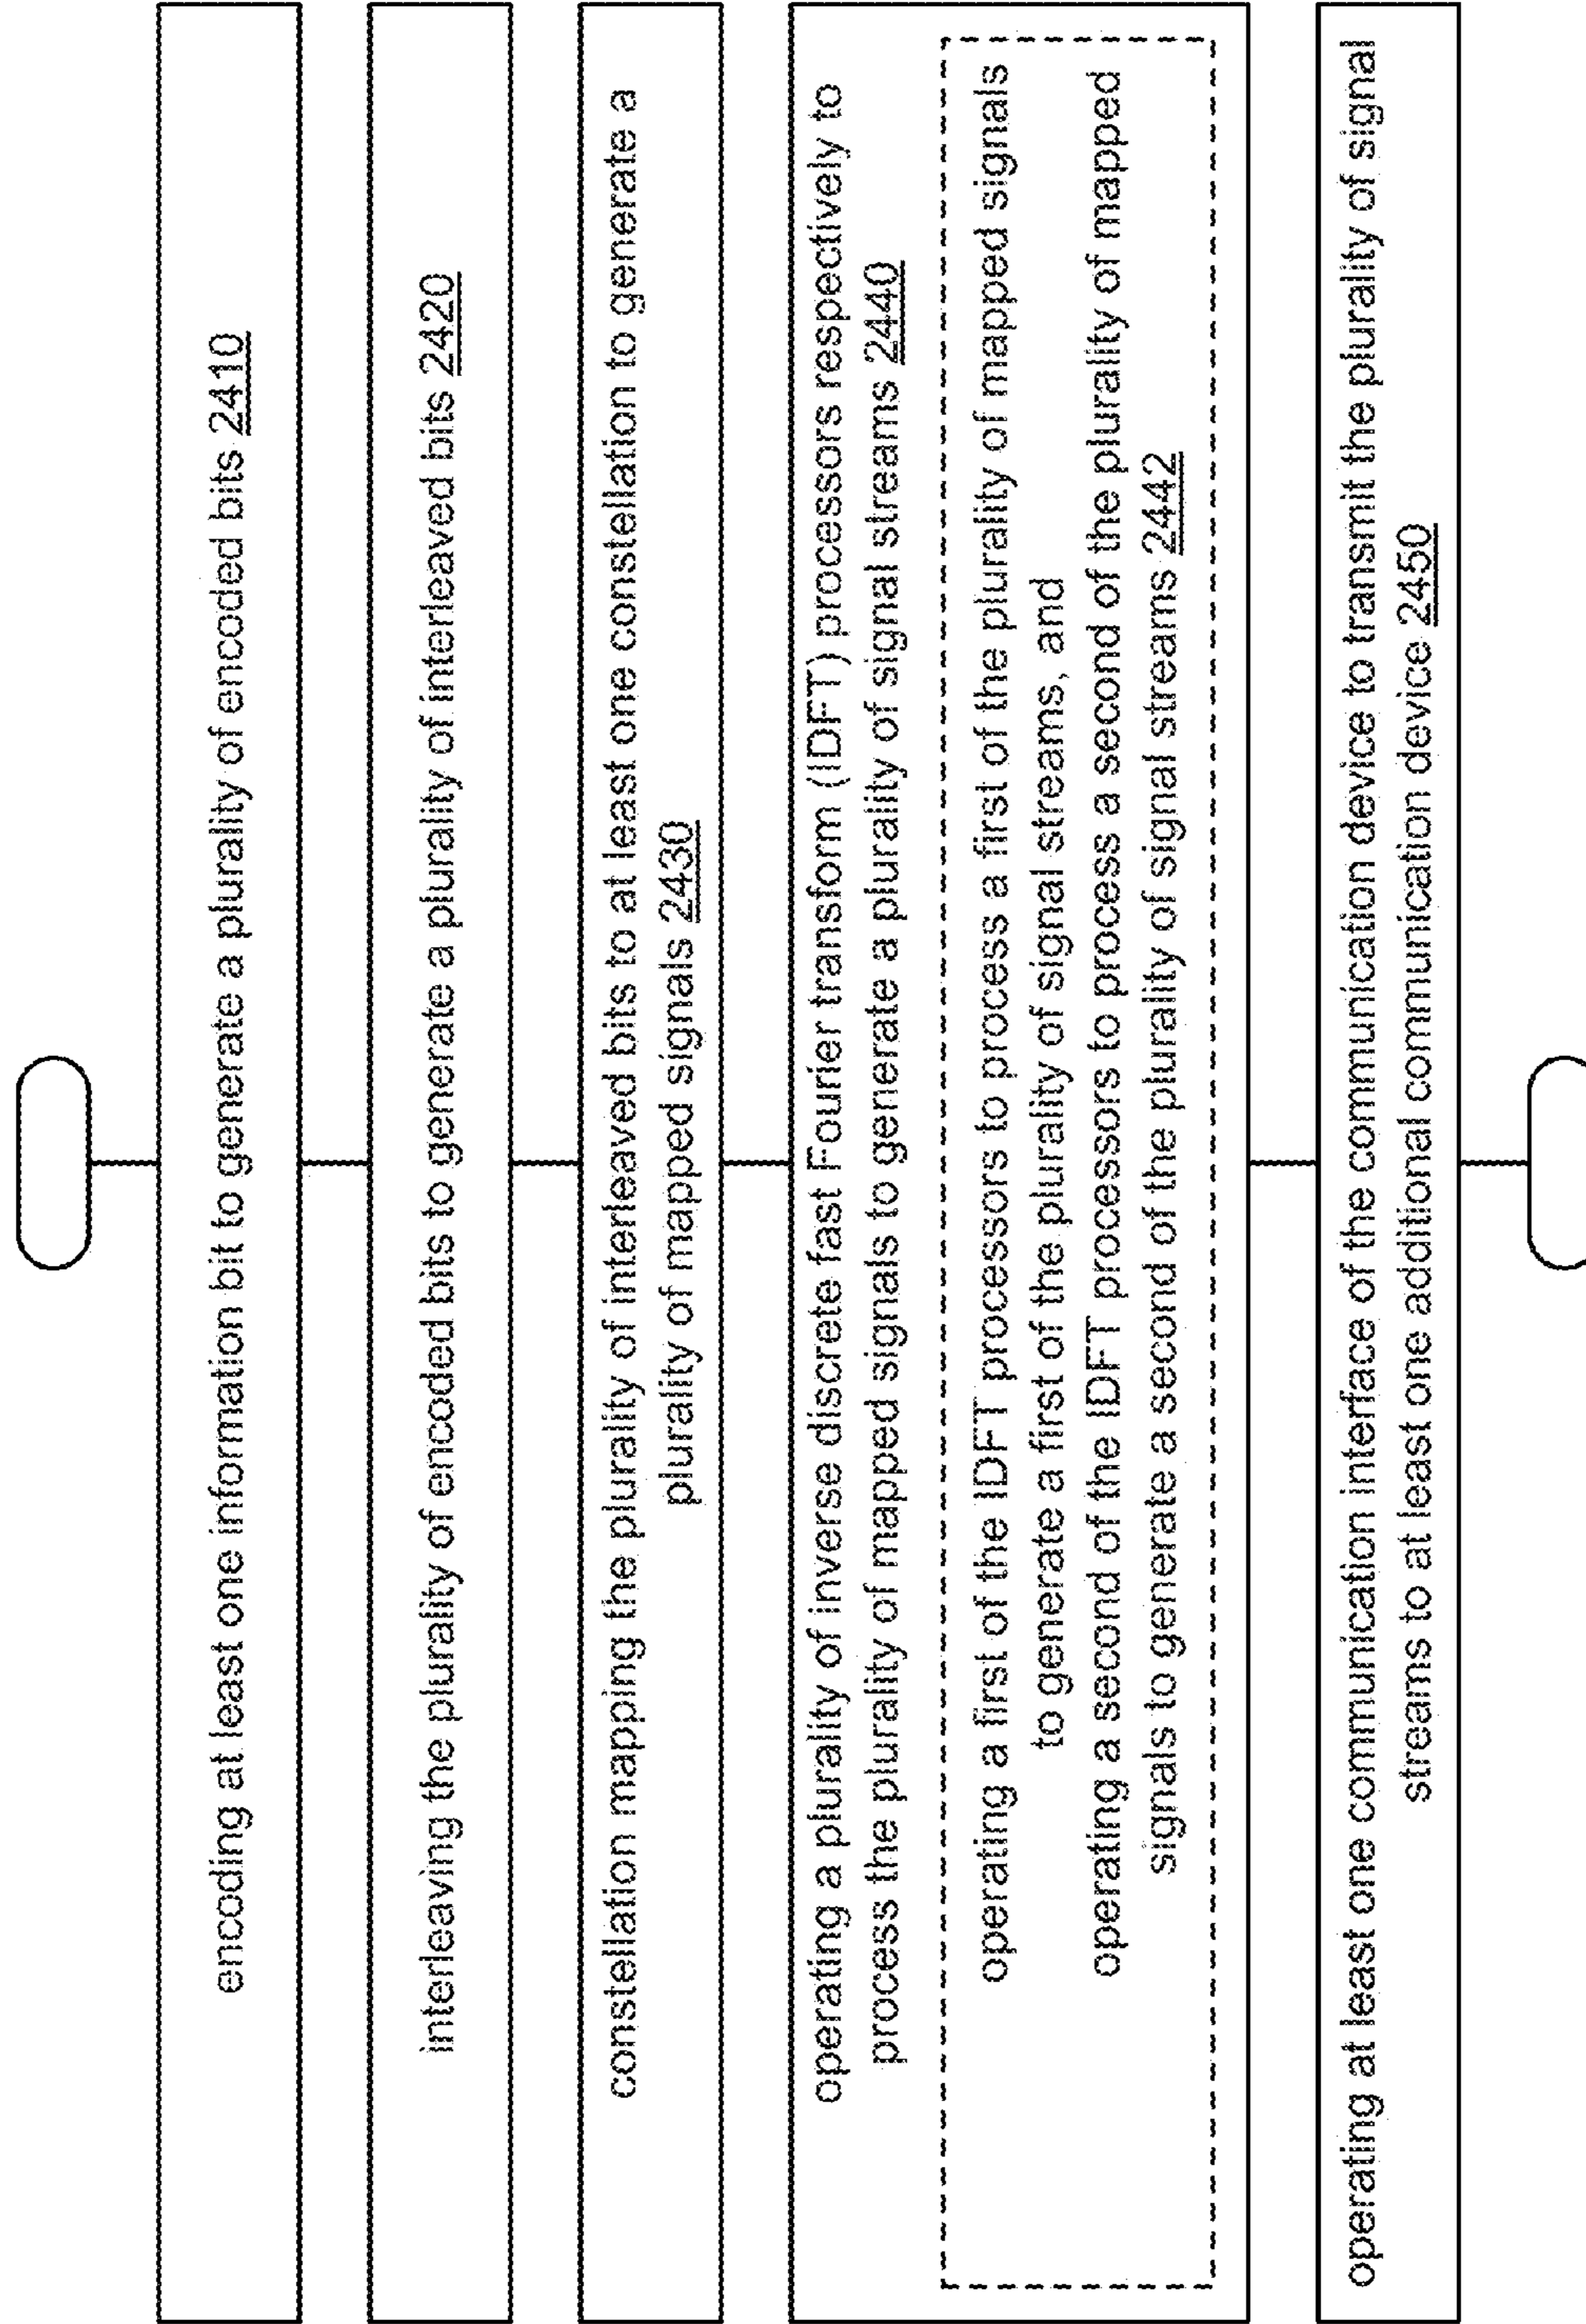 encoding at least one information bit to generate a plurality of encoded bits 2410
interleaving the plurality of encoded bits to generate a plurality of interleaved bits 2420
constellation mapping the plurality of interleaved bits to at least one constellation to generate a
plurality of mapped signals 2430
operating a plurality of inverse discrete fast Fourier transform (IDFT) processors respectively to
process the plurality of mapped signals to generate a plurality of signal streams 2440
operating a first of the IDFT processors to process a first of the plurality of mapped signals
to generate a first of the plurality of signal streams, and
operating a second of the IDFT processors to process a second of the plurality of mapped
signals to generate a second of the plurality of signal streams 2442
operating at least one communication interface of the communication device to transmit the plurality of signal
streams to at least one additional communication device 2450